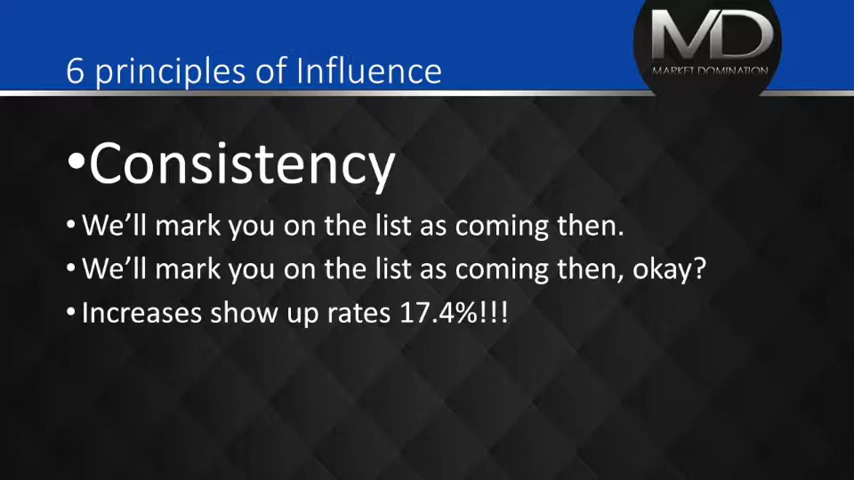 MD
MARKET DOMINATION
6 principles of Influence
•Consistency
• We’ll mark you on the list as coming then.
• We’ll mark you on the list as coming then, okay?
• Increases show up rates 17.4%!!!